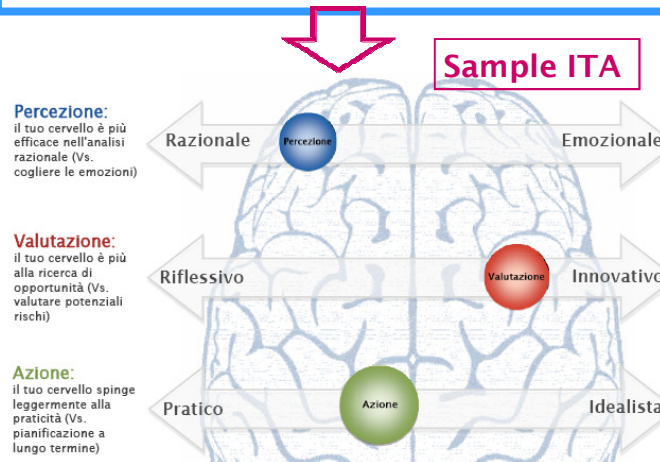 Sample ITA
Percezione:
il tuo cervello è più
efficace nell'analisi
razionale (Vs.
cogliere le emozioni)
Razionale
Percezione
Emozionale
Valutazione:
il tuo cervello è più
alla ricerca di
opportunità (Vs.
valutare potenziali
rischi)
Riflessivo
Valutazione
Innovativo
Azione:
il tuo cervello spinge
leggermente alla
praticità (Vs.
pianificazione a
lungo termine)
Pratico
Azione
Idealista